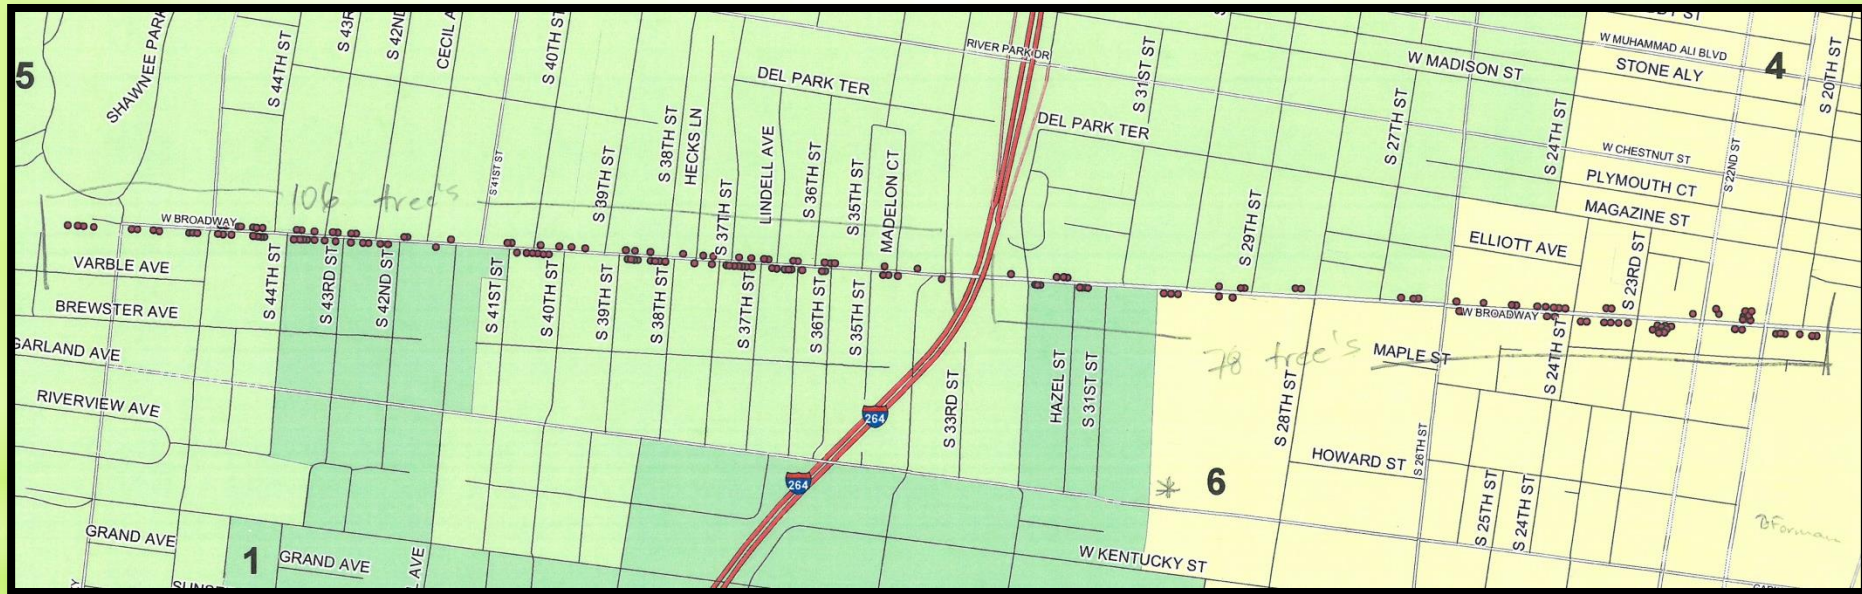 5
SHAWNEE PARK
S 44TH ST
S 43R
S 42ND
CECIL A
S 40TH ST
RIVER PARK DR
S 31ST ST
W MADISON ST
W MUHAMMAD ALI BLVD
STONE ALY
4
S 20TH ST
DEL PARK TER
DEL PARK TER
S 38TH ST
HECKS LN
LINDELL AVE
S 36TH ST
S 35TH ST
MADELON CT
S 27TH ST
S 24TH ST
W CHESTNUT ST
S 22ND ST
PLYMOUTH CT
MAGAZINE ST
S 41ST ST
S 39TH ST
S 37TH ST
106 tree's
W BROADWAY
S 29TH ST
ELLIOTT AVE
S 23RD ST
VARBLE AVE
BREWSTER AVE
S 44TH ST
S 43RD ST
S 42ND ST
S 41ST ST
S 40TH ST
S 39TH ST
S 38TH ST
S 37TH ST
S 36TH ST
S 35TH ST
W BROADWAY
GARLAND AVE
RIVERVIEW AVE
264
264
S 33RD ST
HAZEL ST
S 31ST ST
78 tree's
MAPLE ST
S 24TH ST
S 28TH ST
* 6
HOWARD ST
S 26TH ST
S 25TH ST
S 24TH ST
GRAND AVE
1
GRAND AVE
L AVE
W KENTUCKY ST